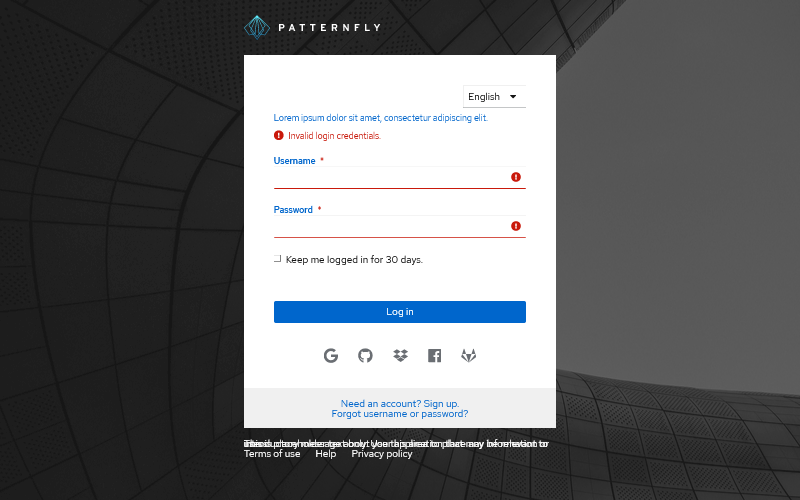 PATTERNFLY
English
Lorem ipsum dolor sit amet, consectetur adipiscing elit.
Invalid login credentials.
Username *
Password *
Keep me logged in for 30 days.
Log in
Need an account? Sign up.
Forgot username or password?
Terms of use Help Privacy policy